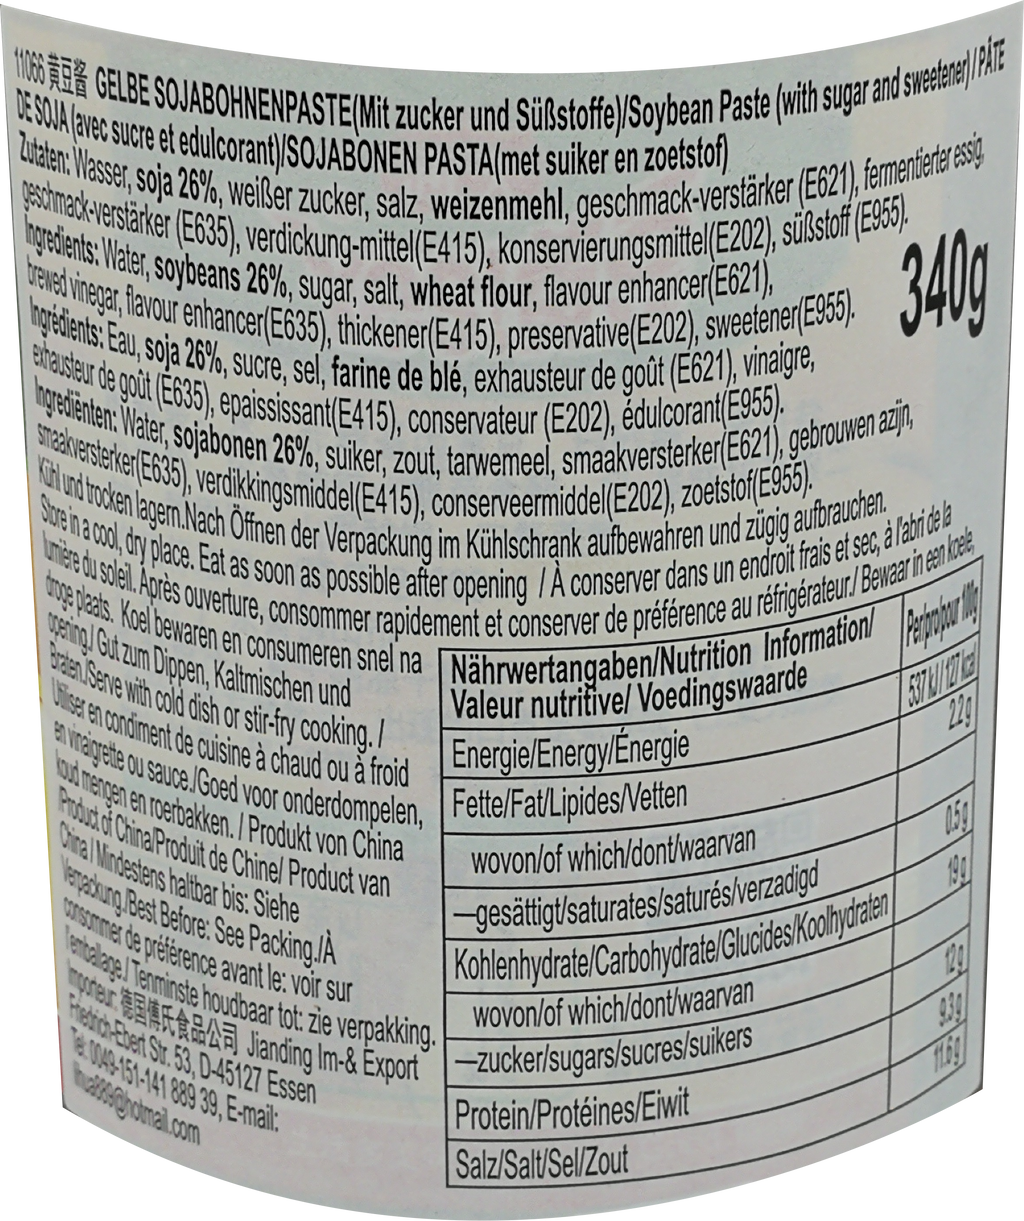 11066 黄豆酱 GELBE SOJABOHNENPASTE(Mit zucker und Süßstoffe)/Soybean Paste (with sugar and sweetener) / PÂTE
DE SOJA (avec sucre et edulcorant)/SOJABONEN PASTA(met suiker en zoetstof)
Zutaten: Wasser, soja 26%, weißer zucker, salz, weizenmehl, geschmack-verstärker (E621), fermentierter essig,
geschmack-verstärker (E635), verdickung-mittel(E415), konservierungsmittel(E202), süßstoff (E955).
Ingredients: Water, soybeans 26%, sugar, salt, wheat flour, flavour enhancer(E621),
brewed vinegar, flavour enhancer(E635), thickener(E415), preservative(E202), sweetener(E955).
340g
Ingrédients: Eau, soja 26%, sucre, sel, farine de blé, exhausteur de goût (E621), vinaigre,
exhausteur de goût (E635), epaississant(E415), conservateur (E202), édulcorant(E955).
Ingrediënten: Water, sojabonen 26%, suiker, zout, tarwemeel, smaakversterker(E621), gebrouwen azijn,
smaakversterker(E635), verdikkingsmiddel(E415), conserveermiddel(E202), zoetstof(E955).
Kühl und trocken lagern.Nach Öffnen der Verpackung im Kühlschrank aufbewahren und zügig aufbrauchen.
Store in a cool, dry place. Eat as soon as possible after opening / À conserver dans un endroit frais et sec, à l'abri de la
lumière du soleil. Après ouverture, consommer rapidement et conserver de préférence au réfrigérateur./ Bewaar in een koele,
droge plaats. Koel bewaren en consumeren snel na
opening./ Gut zum Dippen, Kaltmischen und
Braten./Serve with cold dish or stir-fry cooking. /
Utiliser en condiment de cuisine à chaud ou à froid
en vinaigrette ou sauce./Goed voor onderdompelen,
koud mengen en roerbakken. / Produkt von China
/Product of China/Produit de Chine/ Product van
China / Mindestens haltbar bis: Siehe
Verpackung./Best Before: See Packing./À
consommer de préférence avant le: voir sur
l'emballage./ Tenminste houdbaar tot: zie verpakking.
Importeur: 德国傅氏食品公司 Jianding Im-& Export
Friedrich-Ebert Str. 53, D-45127 Essen
Tel: 0049-151-141 889 39, E-mail:
lihua889@hotmail.com
Nährwertangaben/Nutrition Information/ Per/pro/pour 100g
Valeur nutritive/ Voedingswaarde
Energie/Energy/Énergie 537 kJ / 127 kcal
Fette/Fat/Lipides/Vetten 2.2 g
wovon/of which/dont/waarvan
—gesättigt/saturates/saturés/verzadigd 0.5 g
Kohlenhydrate/Carbohydrate/Glucides/Koolhydraten 19 g
wovon/of which/dont/waarvan
—zucker/sugars/sucres/suikers 12 g
Protein/Protéines/Eiwit 9.3 g
Salz/Salt/Sel/Zout 11.6 g